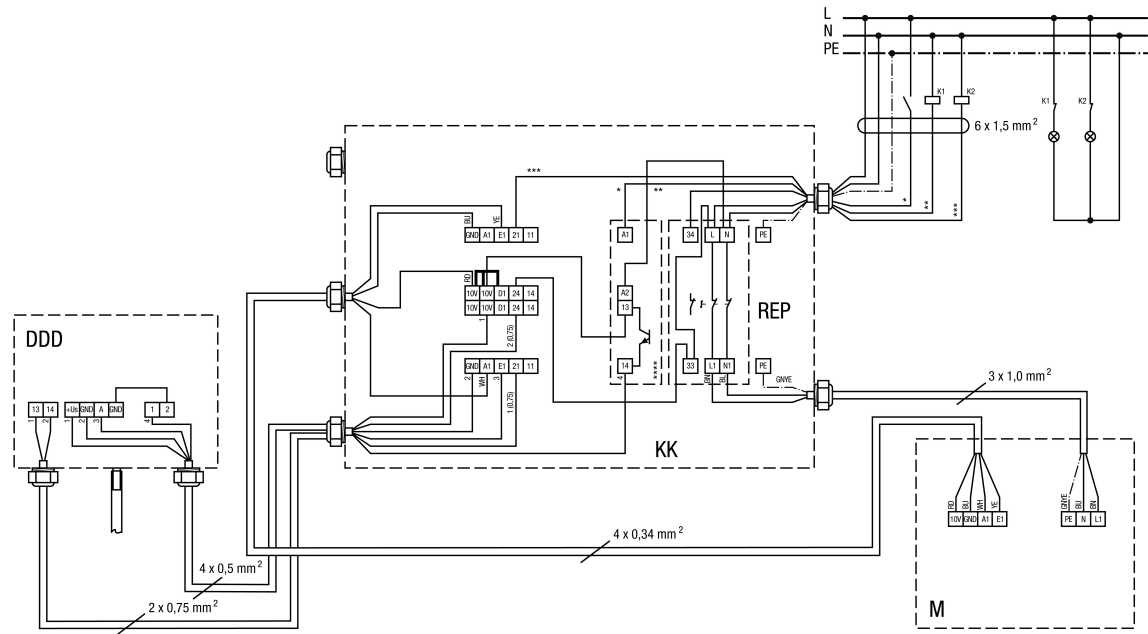 L
N
PE
K1
K2
K1
K2
6 x 1,5 mm²
*
**
***
***
*
**
BU
YE
GND A1 E1 21 11
A1
34
L N
PE
RD
10V 10V D1 24 14
10V 10V D1 24 14
1
2 (0,75)
A2
13
REP
DDD
GND A1 E1 21 11
2
WH
3
1 (0,75)
14
4
****
33
L1 N1
BN
BL
PE
GNYE
3 x 1,0 mm²
13 14
1
2
+Us GND A GND
1
2
3
1 2
4
KK
RD
BU
WH
YE
10V GND A1 E1
GNYE
BU
BN
PE N L1
4 x 0,34 mm²
4 x 0,5 mm²
2 x 0,75 mm²
M